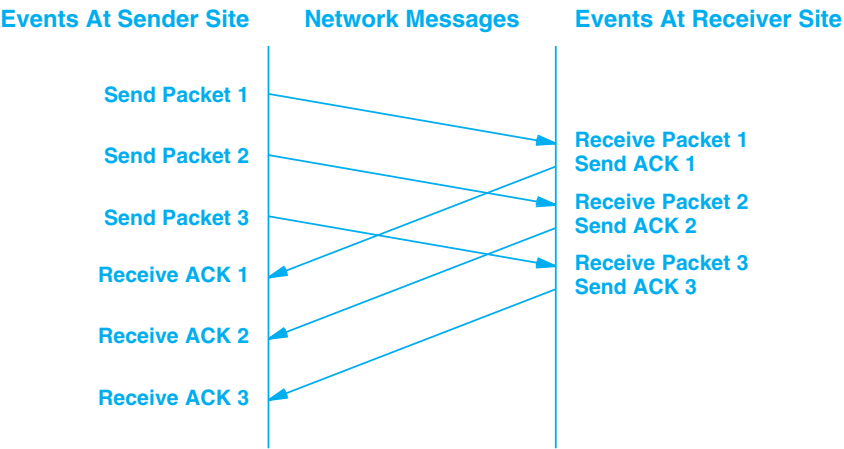 Events At Sender Site
Network Messages
Events At Receiver Site
Send Packet 1
Receive Packet 1
Send ACK 1
Send Packet 2
Receive Packet 2
Send ACK 2
Send Packet 3
Receive Packet 3
Send ACK 3
Receive ACK 1
Receive ACK 2
Receive ACK 3